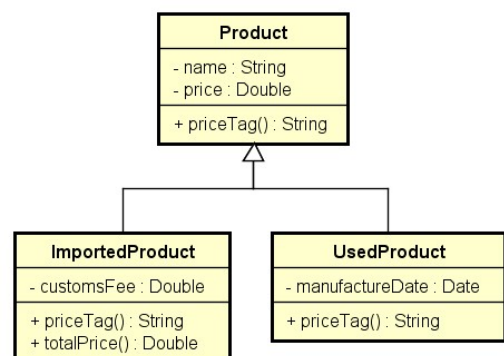 Product
- name : String
- price : Double
+ priceTag() : String
ImportedProduct
- customsFee : Double
+ priceTag() : String
+ totalPrice() : Double
UsedProduct
- manufactureDate : Date
+ priceTag() : String